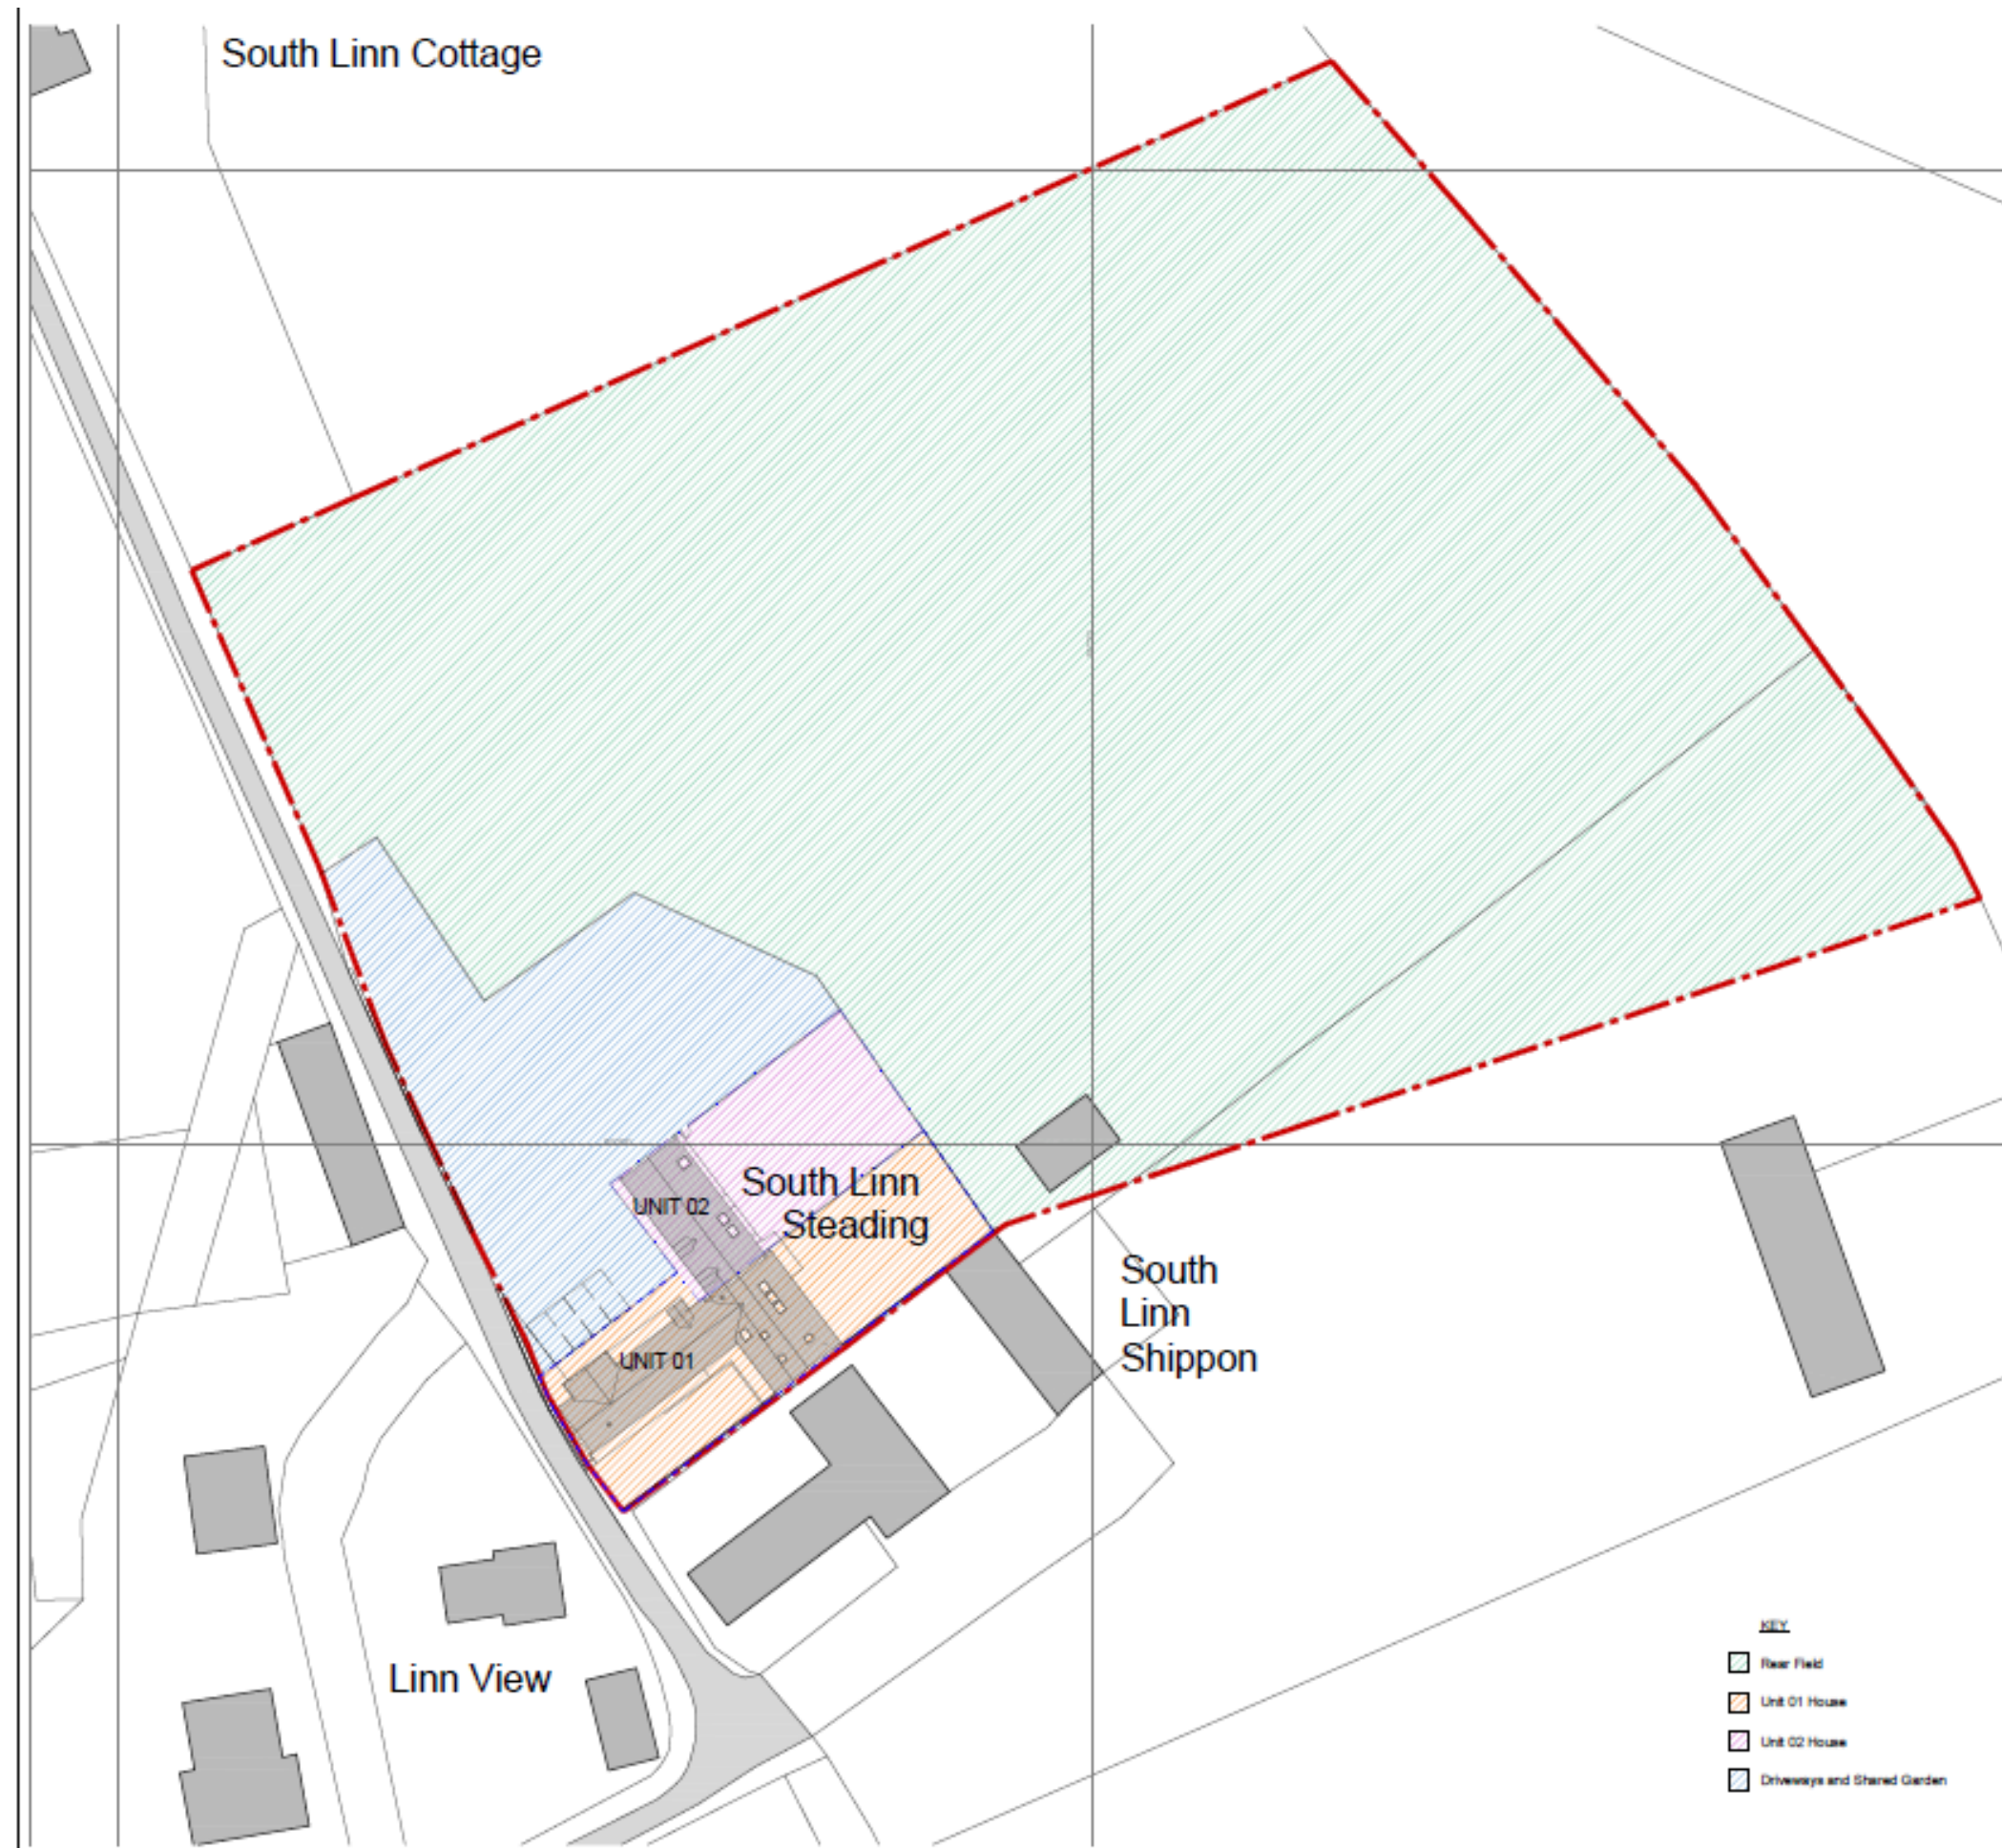 South Linn Cottage
UNIT 02
South Linn
Steading
South
Linn
Shippon
UNIT 01
Linn View
KEY
Rear Field
Unit 01 House
Unit 02 House
Driveways and Shared Garden